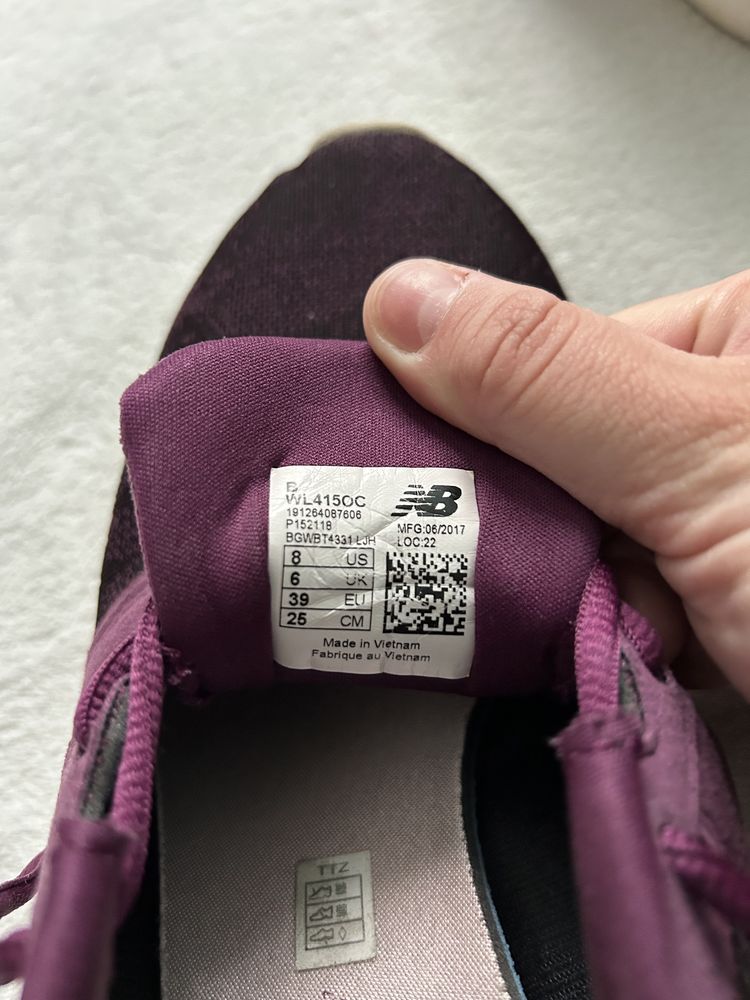 B
WL415OC
191264087606
P152118
BGWBT4331 LJH
8 US
6 UK
39 EU
25 CM
NB
MFG:06/2017
LOC:22
Made in Vietnam
Fabrique au Vietnam
TTZ